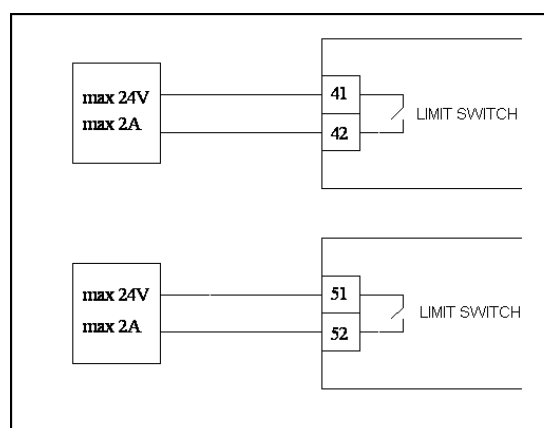 max 24V
max 2A
41
42
LIMIT SWITCH
max 24V
max 2A
51
52
LIMIT SWITCH